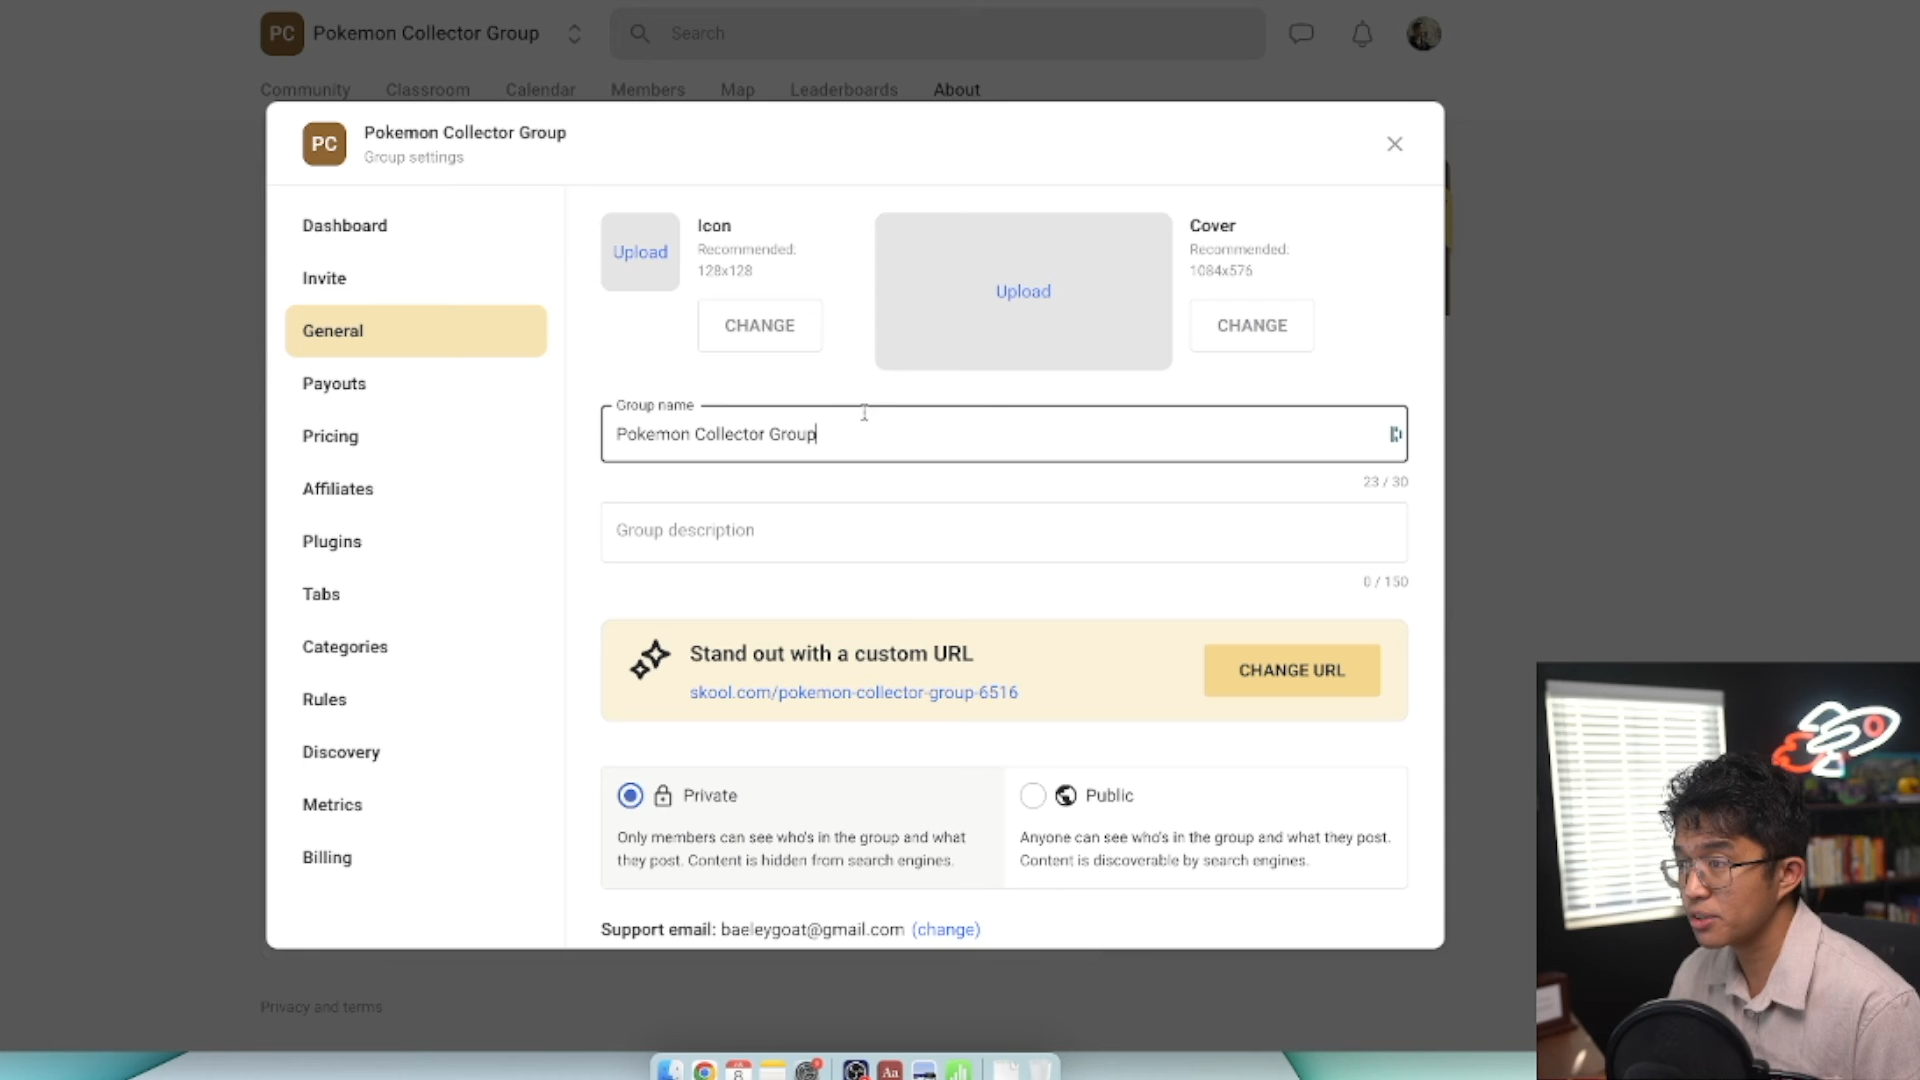 PC
Pokemon Collector Group
Search
Community
Classroom
Calendar
Members
Map
Leaderboards
About
PC
Pokemon Collector Group
Group settings
Dashboard
Invite
General
Payouts
Pricing
Affiliates
Plugins
Tabs
Categories
Rules
Discovery
Metrics
Billing
Upload
Icon
Recommended:
128x128
CHANGE
Upload
Cover
Recommended:
1084x576
CHANGE
Group name
Pokemon Collector Group
23 / 30
Group description
0 / 150
Stand out with a custom URL
skool.com/pokemon-collector-group-6516
CHANGE URL
Private
Only members can see who's in the group and what
they post. Content is hidden from search engines.
Public
Anyone can see who's in the group and what they post.
Content is discoverable by search engines.
Support email: baeleygoat@gmail.com (change)
Privacy and terms
8
Aa